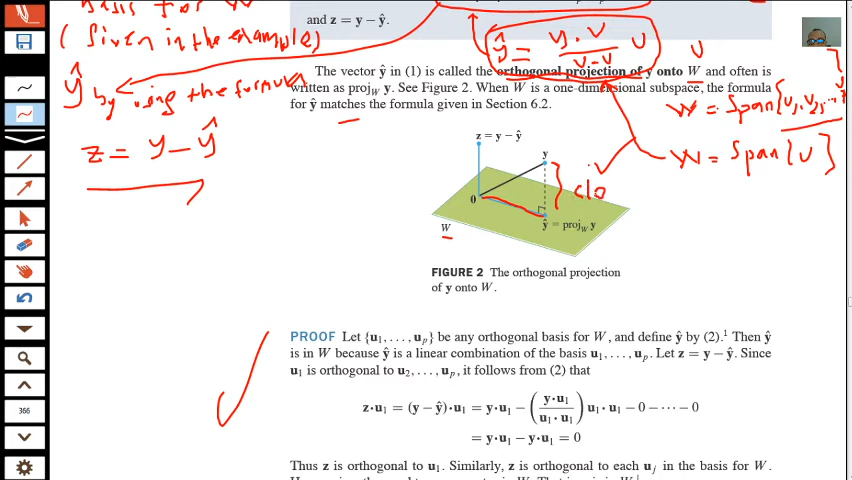 basis for W
(Given in the example)
and z = y − ŷ.
ŷ = y · v / v - v v
v
ŷ by using the formula
z = y − ŷ
The vector ŷ in (1) is called the orthogonal projection of y onto W and often is
written as projW y. See Figure 2. When W is a one-dimensional subspace, the formula
for ŷ matches the formula given in Section 6.2.
W = Span{v1, v2, ...
W = Span{v}
z = y − ŷ
y
0
ŷ = projW y
W
clo
FIGURE 2 The orthogonal projection
of y onto W.
PROOF Let {u1, . . . , up} be any orthogonal basis for W, and define ŷ by (2).1 Then ŷ
is in W because ŷ is a linear combination of the basis u1, . . . , up. Let z = y − ŷ. Since
u1 is orthogonal to u2, . . . , up, it follows from (2) that
z · u1 = (y − ŷ) · u1 = y · u1 − (y · u1 / u1 · u1) u1 · u1 − 0 − · · · − 0
= y · u1 − y · u1 = 0
Thus z is orthogonal to u1. Similarly, z is orthogonal to each uj in the basis for W.
366